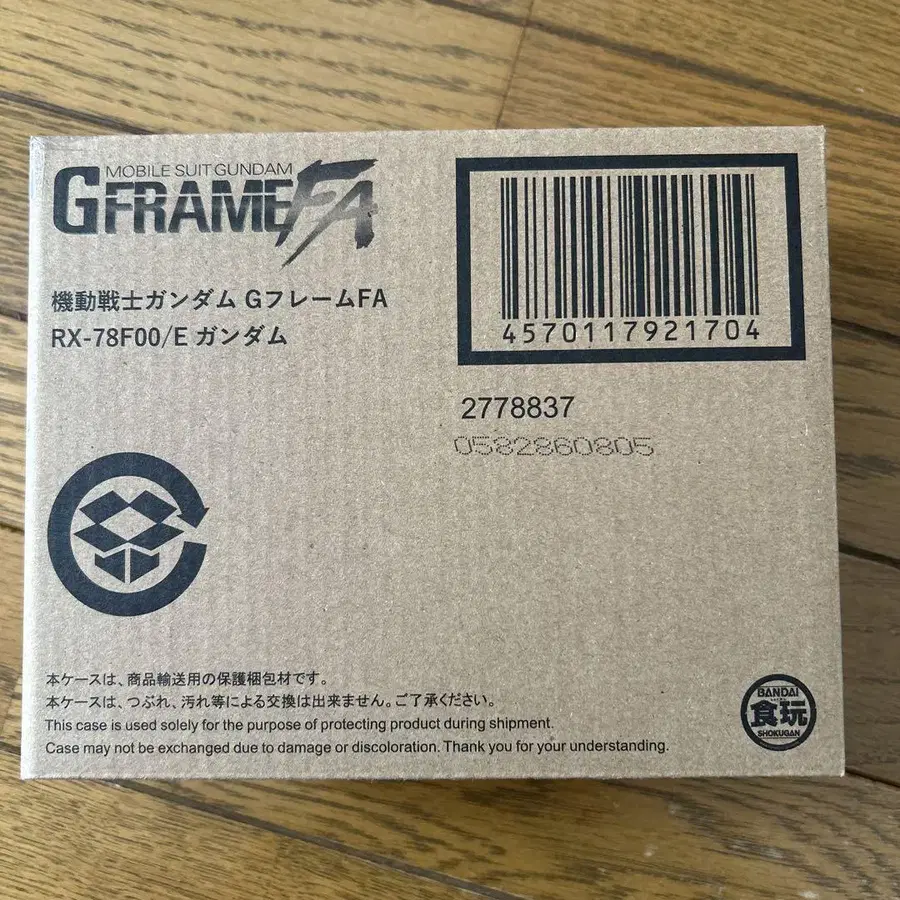 MOBILE SUIT GUNDAM
GFRAMEFA
機動戦士ガンダム GフレームFA
RX-78F00/E ガンダム
4570117921704
2778837
0582860805
本ケースは、商品輸送用の保護梱包材です。
本ケースは、つぶれ、汚れ等による交換は出来ません。ご了承ください。
This case is used solely for the purpose of protecting product during shipment.
Case may not be exchanged due to damage or discoloration. Thank you for your understanding.
BANDAI
食玩
SHOKUGAN